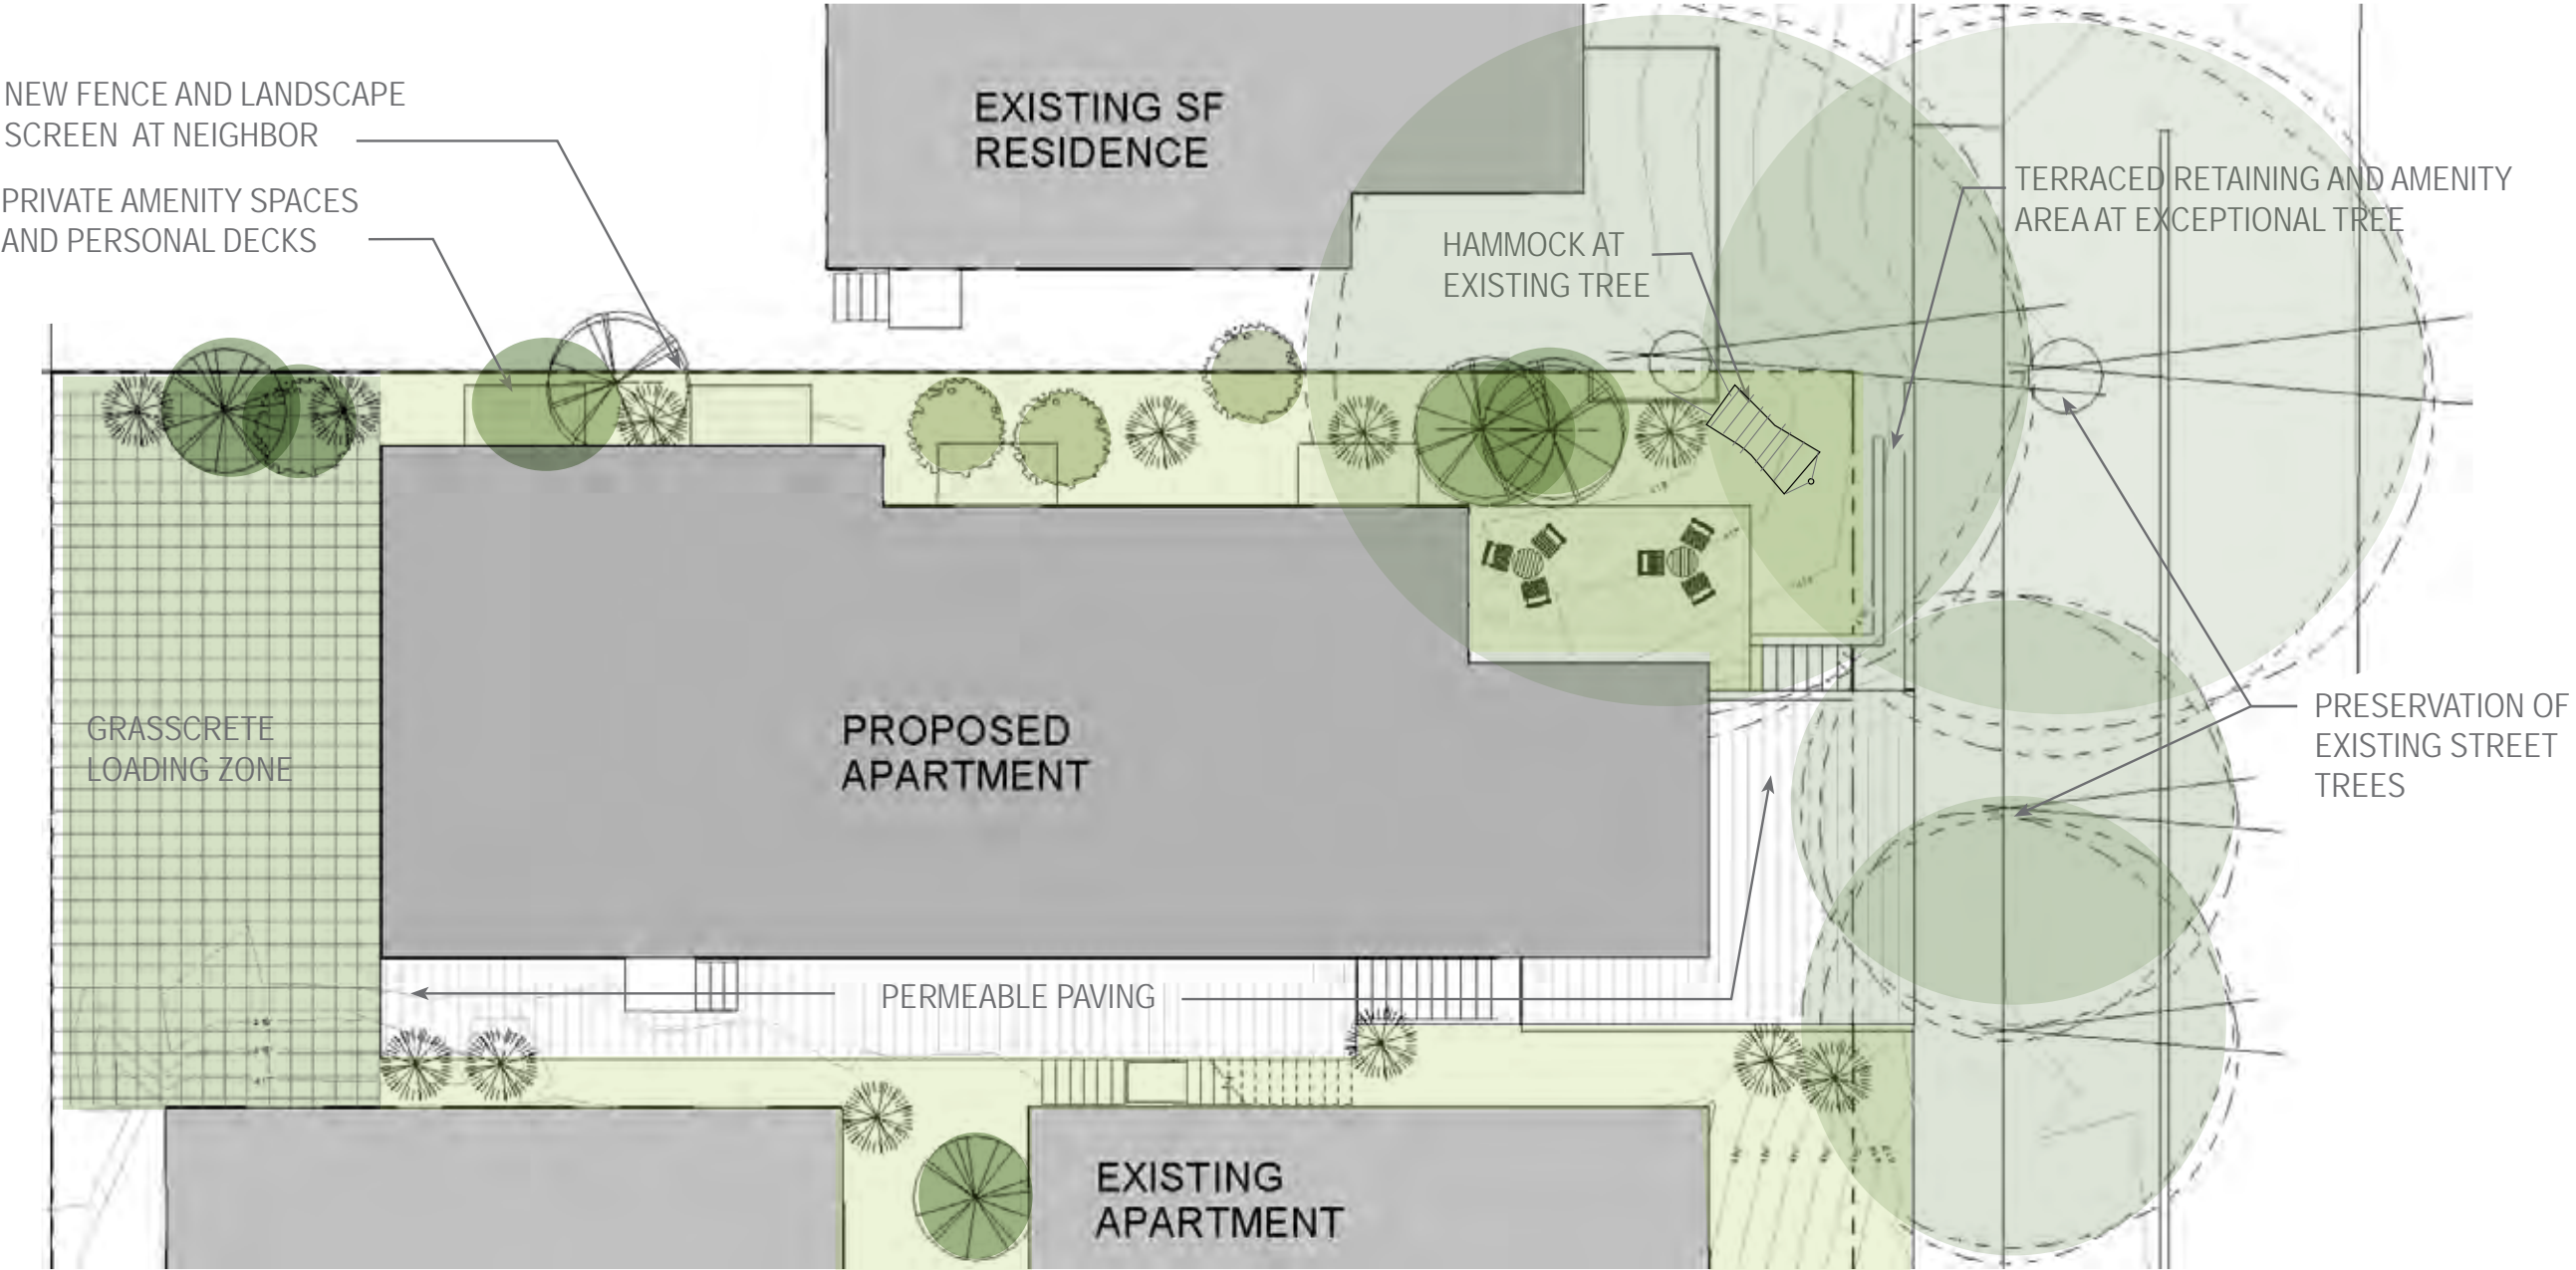 NEW FENCE AND LANDSCAPE
SCREEN AT NEIGHBOR
PRIVATE AMENITY SPACES
AND PERSONAL DECKS
EXISTING SF
RESIDENCE
HAMMOCK AT
EXISTING TREE
TERRACED RETAINING AND AMENITY
AREA AT EXCEPTIONAL TREE
GRASSCRETE
LOADING ZONE
PROPOSED
APARTMENT
PRESERVATION OF
EXISTING STREET
TREES
PERMEABLE PAVING
EXISTING
APARTMENT